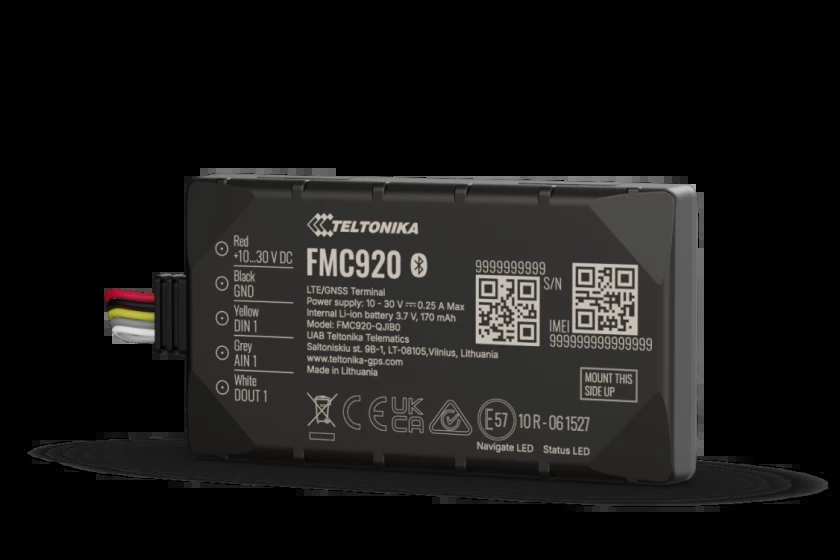 Red
+10...30 V DC
Black
GND
Yellow
DIN 1
Grey
AIN 1
White
DOUT 1
TELTONIKA
FMC920
LTE/GNSS Terminal
Power supply: 10 - 30 V ⎓ 0.25 A Max
Internal Li-ion battery 3.7 V, 170 mAh
Model: FMC920-QJIB0
UAB Teltonika Telematics
Saltoniskiu st. 9B-1, LT-08105,Vilnius, Lithuania
www.teltonika-gps.com
Made in Lithuania
9999999999
S/N
IMEI
999999999999999
MOUNT THIS
SIDE UP
CE
UK
CA
E57
10 R - 06 1527
Navigate LED
Status LED